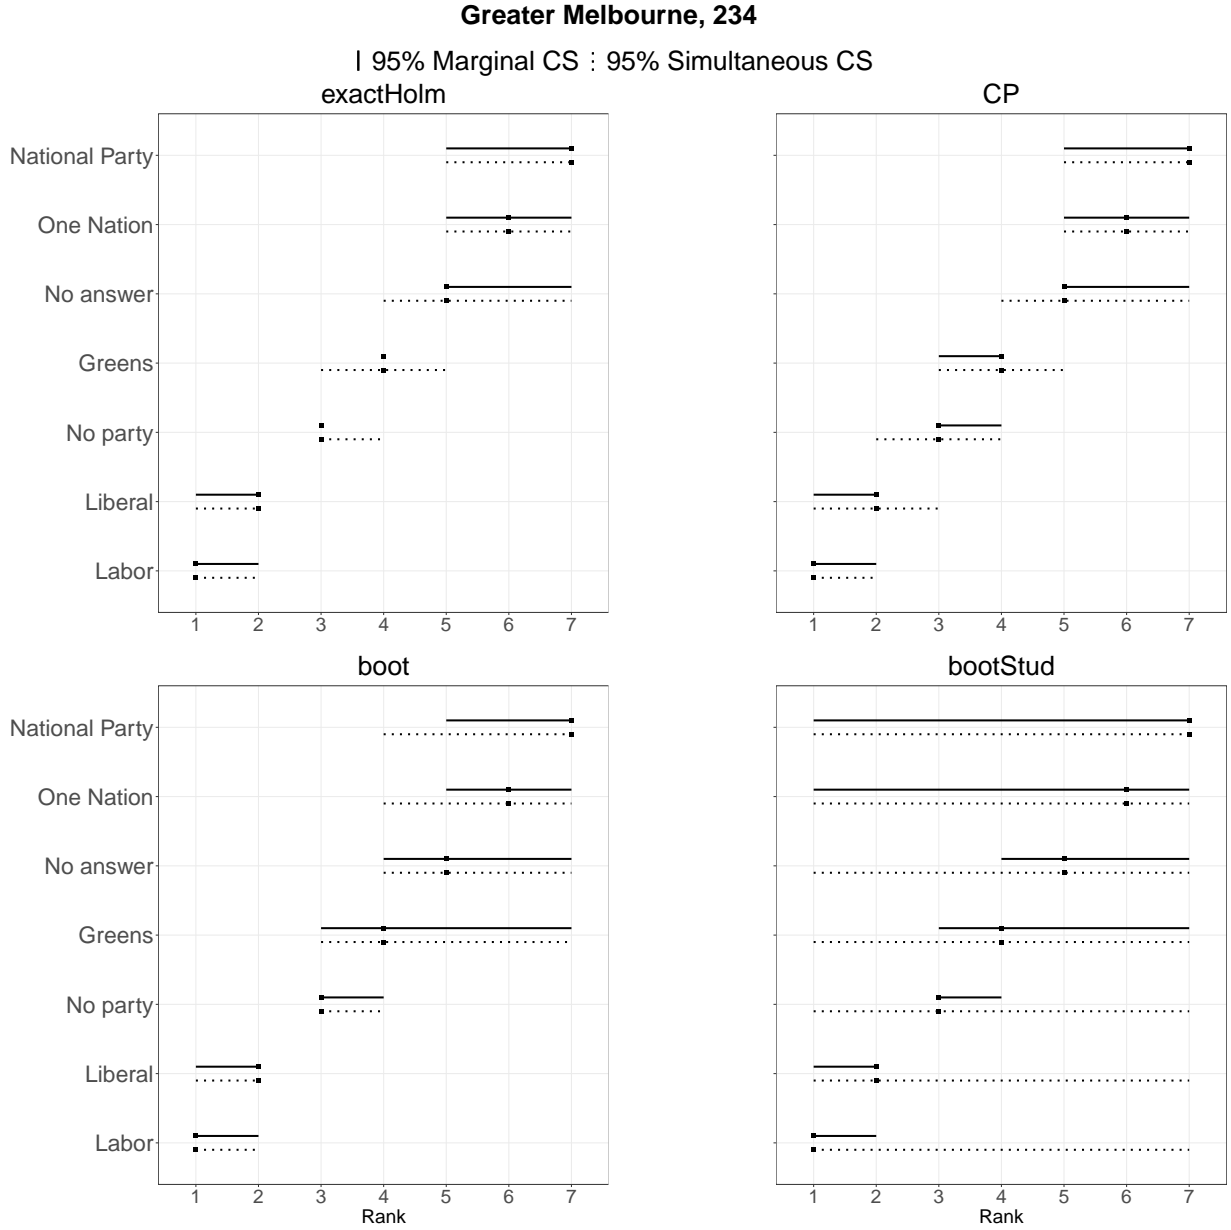 Greater Melbourne, 234
95% Marginal CS 95% Simultaneous CS
exactHolm
CP
National Party
One Nation
No answer
Greens
No party
Liberal
Labor
1 2 3 4 5 6 7
1 2 3 4 5 6 7
boot
bootStud
National Party
One Nation
No answer
Greens
No party
Liberal
Labor
1 2 3 4 5 6 7
1 2 3 4 5 6 7
Rank
Rank